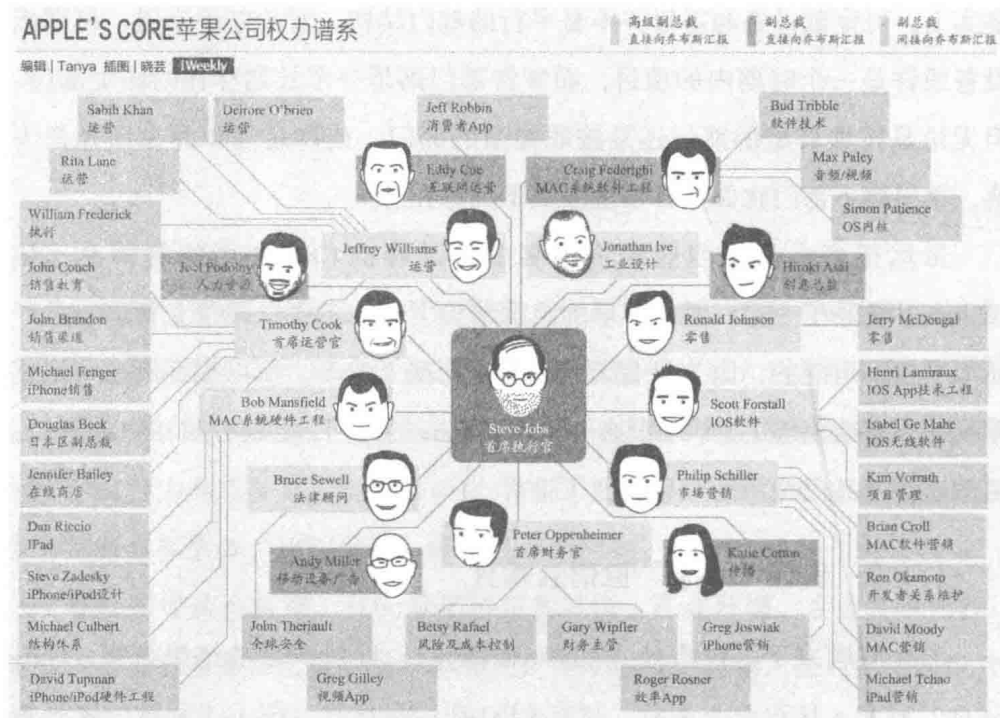 APPLE'S CORE苹果公司权力谱系
编辑 | Tanya 插图 | 晓芸 iWeekly
高级副总裁
直接向乔布斯汇报
副总裁
直接向乔布斯汇报
副总裁
间接向乔布斯汇报
Sabih Khan
运营
Deirore O'brien
运营
Jeff Robbin
消费者App
Bud Tribble
软件技术
Rita Lane
运营
Eddy Cue
互联网运营
Craig Federighi
MAC系统软件工程
Max Paley
音频/视频
William Frederick
执行
Simon Patience
OS内核
John Couch
销售教育
Joel Podolny
人力资源
Jeffrey Williams
运营
Jonathan Ive
工业设计
Hiroki Asai
创意总监
John Brandon
销售渠道
Timothy Cook
首席运营官
Ronald Johnson
零售
Jerry McDougal
零售
Michael Fenger
iPhone销售
Steve Jobs
首席执行官
Henri Lamiraux
IOS App技术工程
Douglas Beck
日本区副总裁
Bob Mansfield
MAC系统硬件工程
Scott Forstall
IOS软件
Isabel Ge Mahe
IOS无线软件
Jennifer Bailey
在线商店
Bruce Sewell
法律顾问
Philip Schiller
市场营销
Kim Vorrath
项目管理
Dan Riccio
IPad
Peter Oppenheimer
首席财务官
Brian Croll
MAC软件营销
Steve Zadesky
iPhone/iPod设计
Andy Miller
移动设备广告
Katie Cotton
传播
Ron Okamoto
开发者关系维护
Michael Culbert
结构体系
John Theriault
全球安全
Betsy Rafael
风险及成本控制
Gary Wipfler
财务主管
Greg Joswiak
iPhone营销
David Moody
MAC营销
David Tupman
iPhone/iPod硬件工程
Greg Gilley
视频App
Roger Rosner
效率App
Michael Tchao
iPad营销